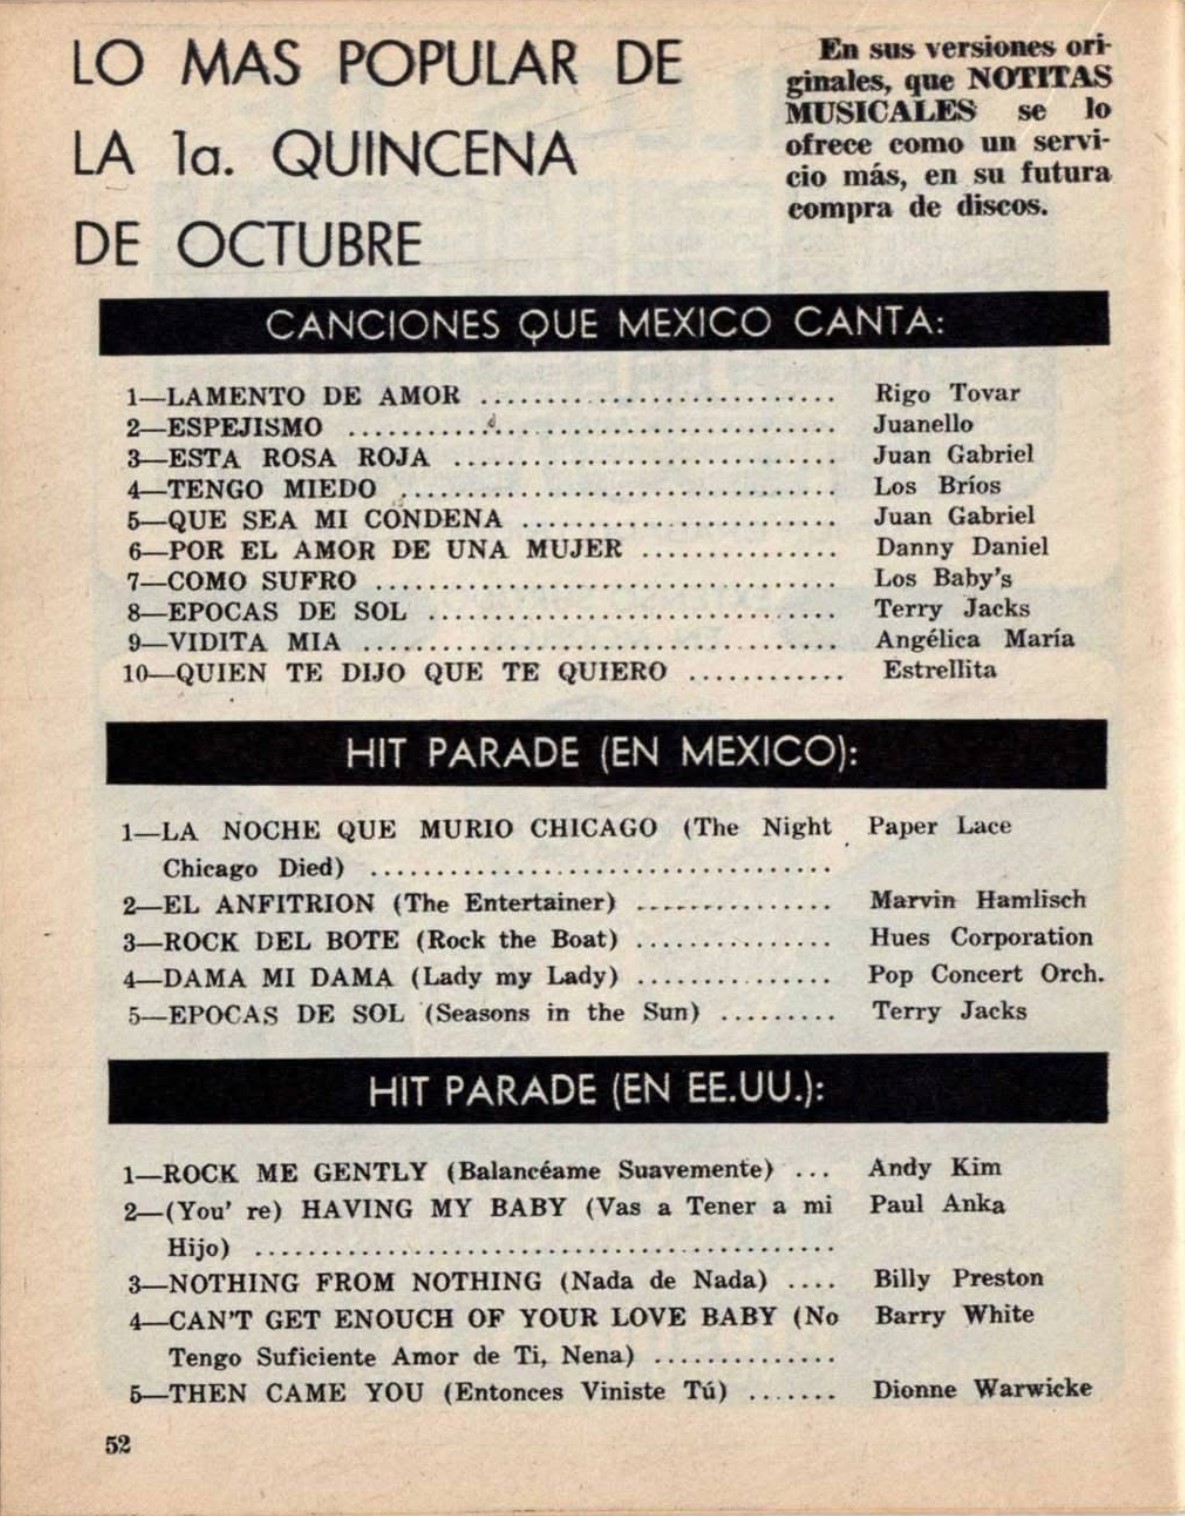 LO MAS POPULAR DE
LA 1a. QUINCENA
DE OCTUBRE
En sus versiones ori-
ginales, que NOTITAS
MUSICALES se lo
ofrece como un servi-
cio más, en su futura
compra de discos.
CANCIONES QUE MEXICO CANTA:
1—LAMENTO DE AMOR ........................... Rigo Tovar
2—ESPEJISMO ..................................... Juanello
3—ESTA ROSA ROJA ............................. Juan Gabriel
4—TENGO MIEDO ................................. Los Bríos
5—QUE SEA MI CONDENA ........................ Juan Gabriel
6—POR EL AMOR DE UNA MUJER ............... Danny Daniel
7—COMO SUFRO ................................... Los Baby's
8—EPOCAS DE SOL ............................... Terry Jacks
9—VIDITA MIA .................................... Angélica María
10—QUIEN TE DIJO QUE TE QUIERO ............ Estrellita
HIT PARADE (EN MEXICO):
1—LA NOCHE QUE MURIO CHICAGO (The Night Paper Lace
Chicago Died) ...................................
2—EL ANFITRION (The Entertainer) ............... Marvin Hamlisch
3—ROCK DEL BOTE (Rock the Boat) ............... Hues Corporation
4—DAMA MI DAMA (Lady my Lady) ............... Pop Concert Orch.
5—EPOCAS DE SOL (Seasons in the Sun) ......... Terry Jacks
HIT PARADE (EN EE.UU.):
1—ROCK ME GENTLY (Balancéame Suavemente) ... Andy Kim
2—(You' re) HAVING MY BABY (Vas a Tener a mi Paul Anka
Hijo) ............................................
3—NOTHING FROM NOTHING (Nada de Nada) .... Billy Preston
4—CAN'T GET ENOUCH OF YOUR LOVE BABY (No Barry White
Tengo Suficiente Amor de Ti, Nena) ..............
5—THEN CAME YOU (Entonces Viniste Tú) ....... Dionne Warwicke
52